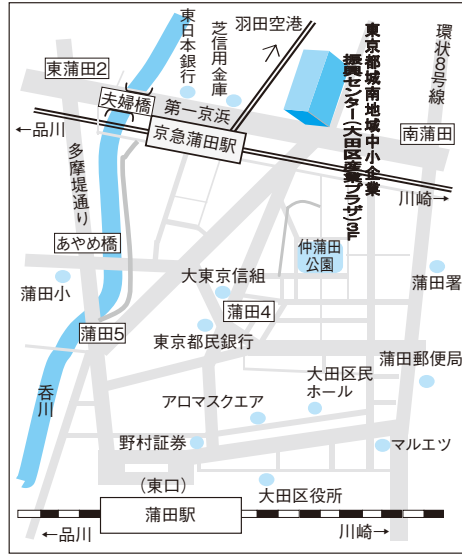 羽田空港
東日本銀行
芝信用金庫
東京都城南地域中小企業
振興センター(大田区産業プラザ)3F
環状8号線
東蒲田2
夫婦橋
第一京浜
←品川
京急蒲田駅
南蒲田
川崎→
多摩堤通り
あやめ橋
仲蒲田
公園
蒲田小
大東京信組
蒲田署
蒲田5
蒲田4
東京都民銀行
蒲田郵便局
呑川
大田区民
ホール
アロマスクエア
野村証券
マルエツ
(東口)
大田区役所
蒲田駅
←品川
川崎→